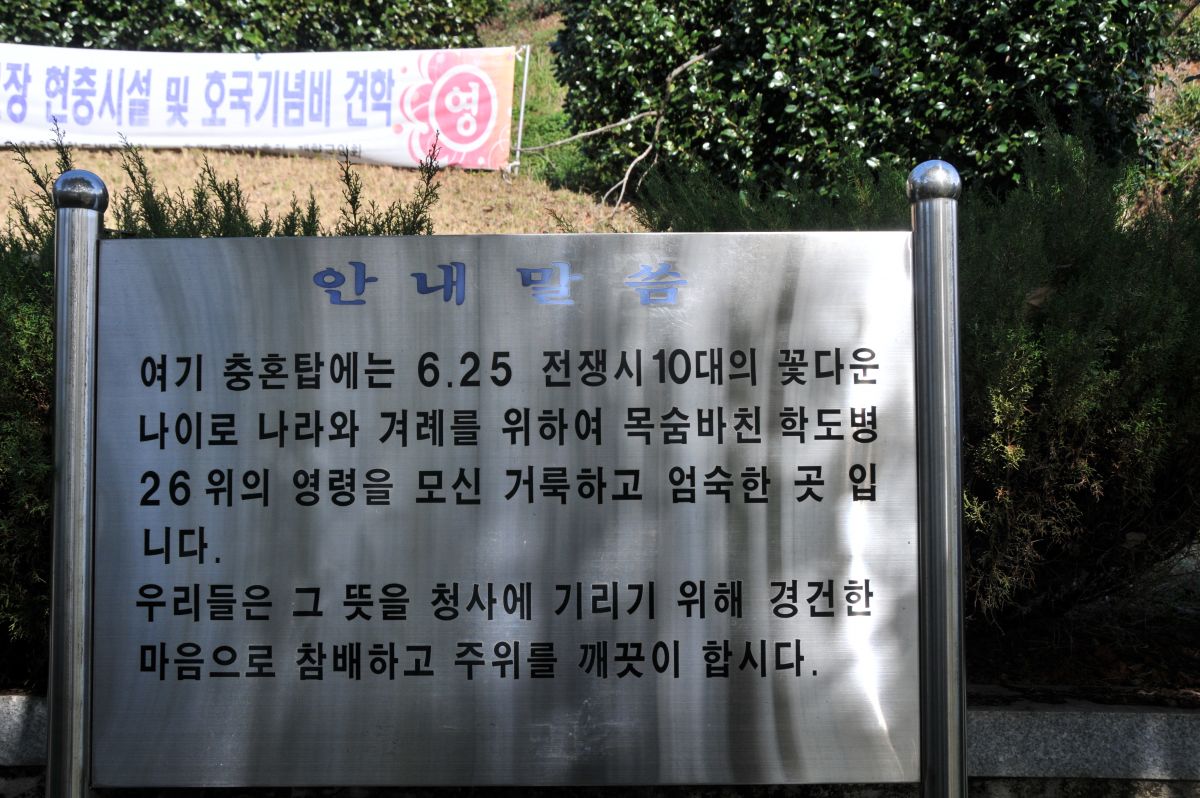 장 현충시설 및 호국기념비 견학
영
안내말씀
여기 충혼탑에는 6.25 전쟁시 10대의 꽃다운
나이로 나라와 겨레를 위하여 목숨바친 학도병
26위의 영령을 모신 거룩하고 엄숙한 곳 입
니다.
우리들은 그 뜻을 청사에 기리기 위해 경건한
마음으로 참배하고 주위를 깨끗이 합시다.